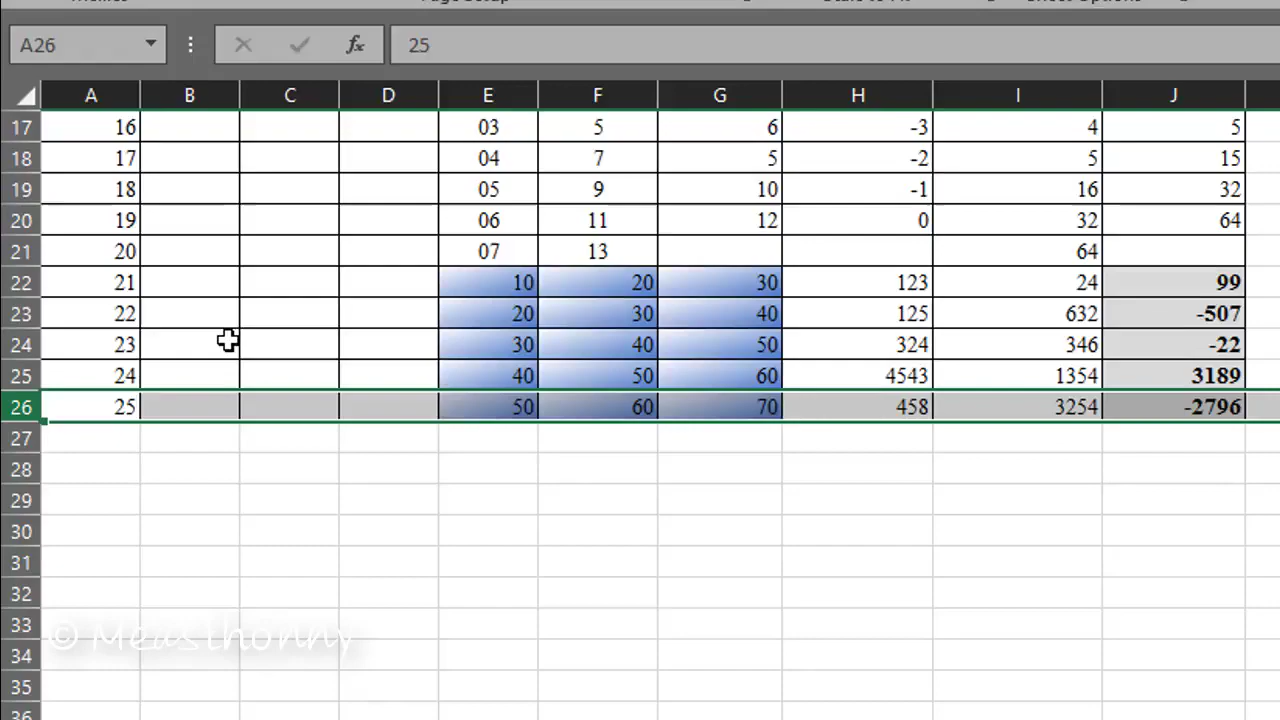 A26 fx 25
A B C D E F G H I J
17 16 03 5 6 -3 4 5
18 17 04 7 5 -2 5 15
19 18 05 9 10 -1 16 32
20 19 06 11 12 0 32 64
21 20 07 13 64
22 21 10 20 30 123 24 99
23 22 20 30 40 125 632 -507
24 23 30 40 50 324 346 -22
25 24 40 50 60 4543 1354 3189
26 25 50 60 70 458 3254 -2796
27
28
29
30
31
32
33
© Measthonny
34
35
36